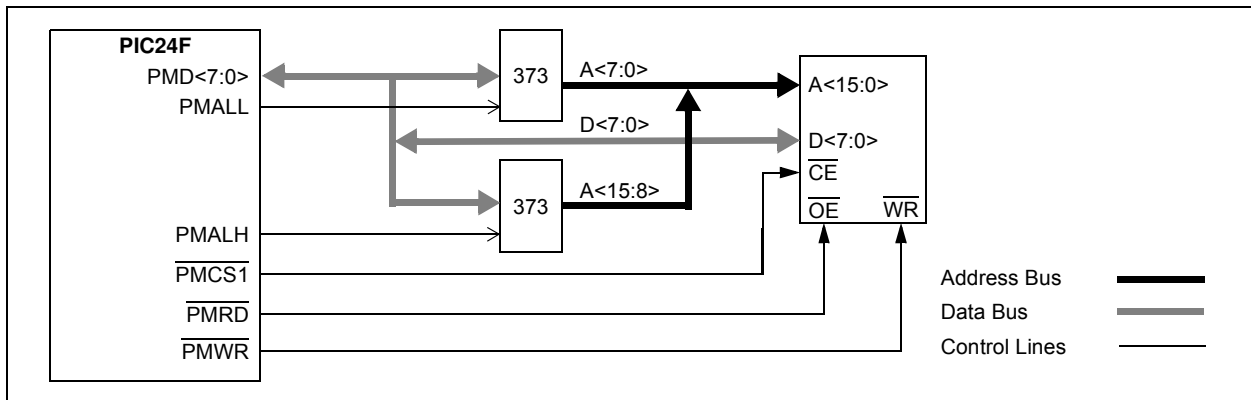 PIC24F
PMD<7:0>
PMALL
373
A<7:0>
A<15:0>
D<7:0>
D<7:0>
CE
373
A<15:8>
OE WR
PMALH
PMCS1
PMRD
PMWR
Address Bus
Data Bus
Control Lines